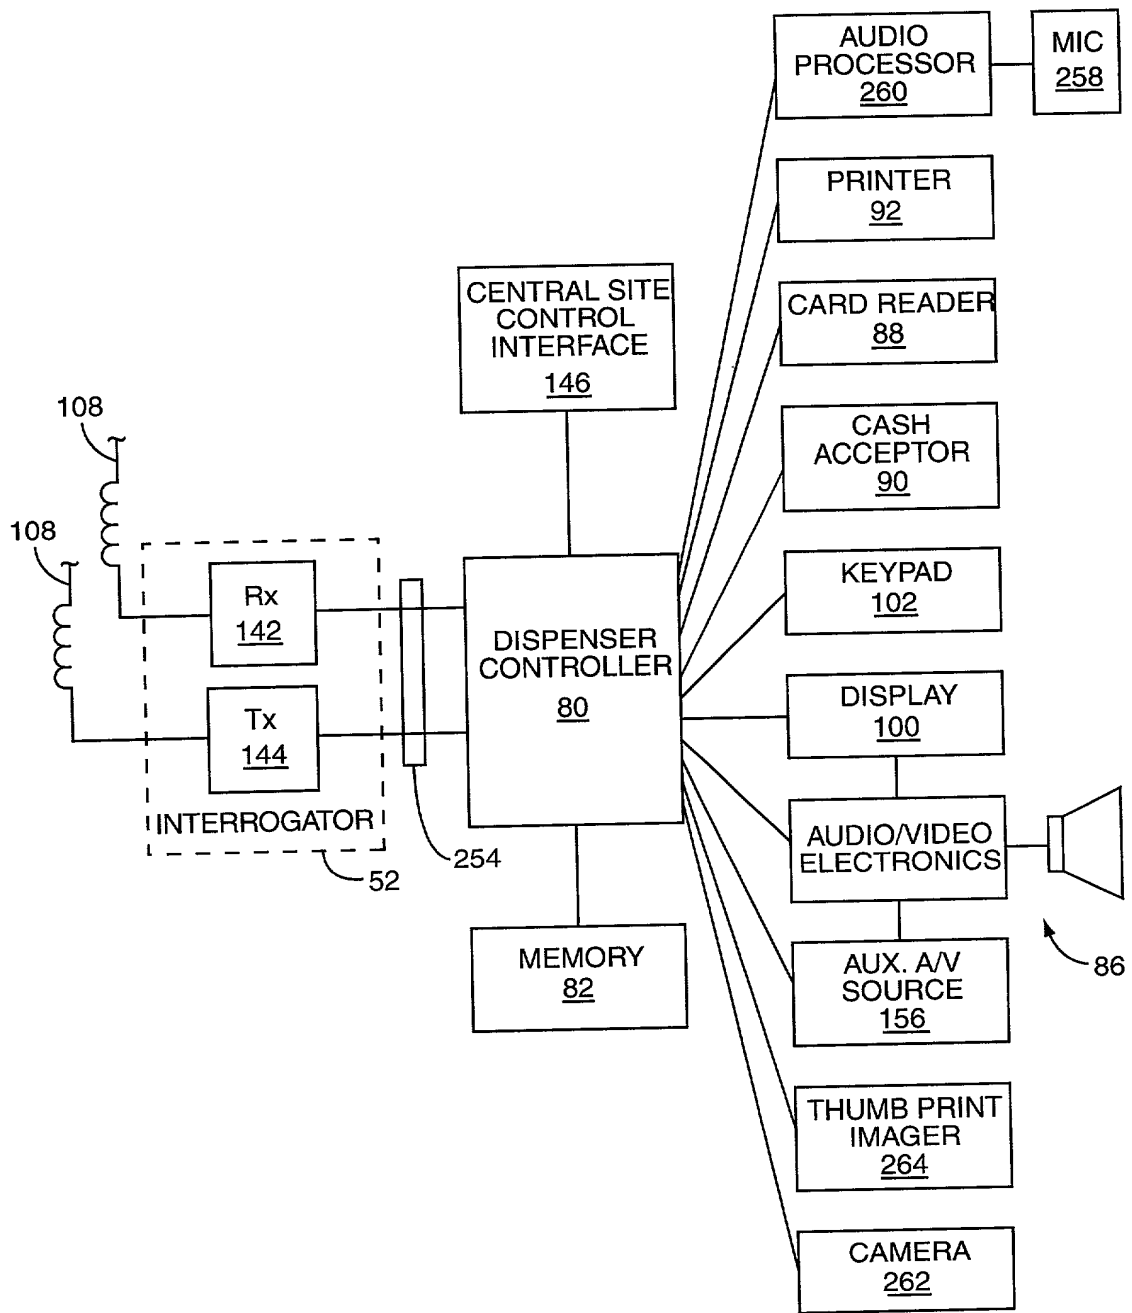 AUDIO
PROCESSOR
260
MIC
258
PRINTER
92
CARD READER
88
CASH
ACCEPTOR
90
KEYPAD
102
DISPLAY
100
AUDIO/VIDEO
ELECTRONICS
86
AUX. A/V
SOURCE
156
THUMB PRINT
IMAGER
264
CAMERA
262
CENTRAL SITE
CONTROL
INTERFACE
146
DISPENSER
CONTROLLER
80
MEMORY
82
108
108
Rx
142
Tx
144
INTERROGATOR
52
254